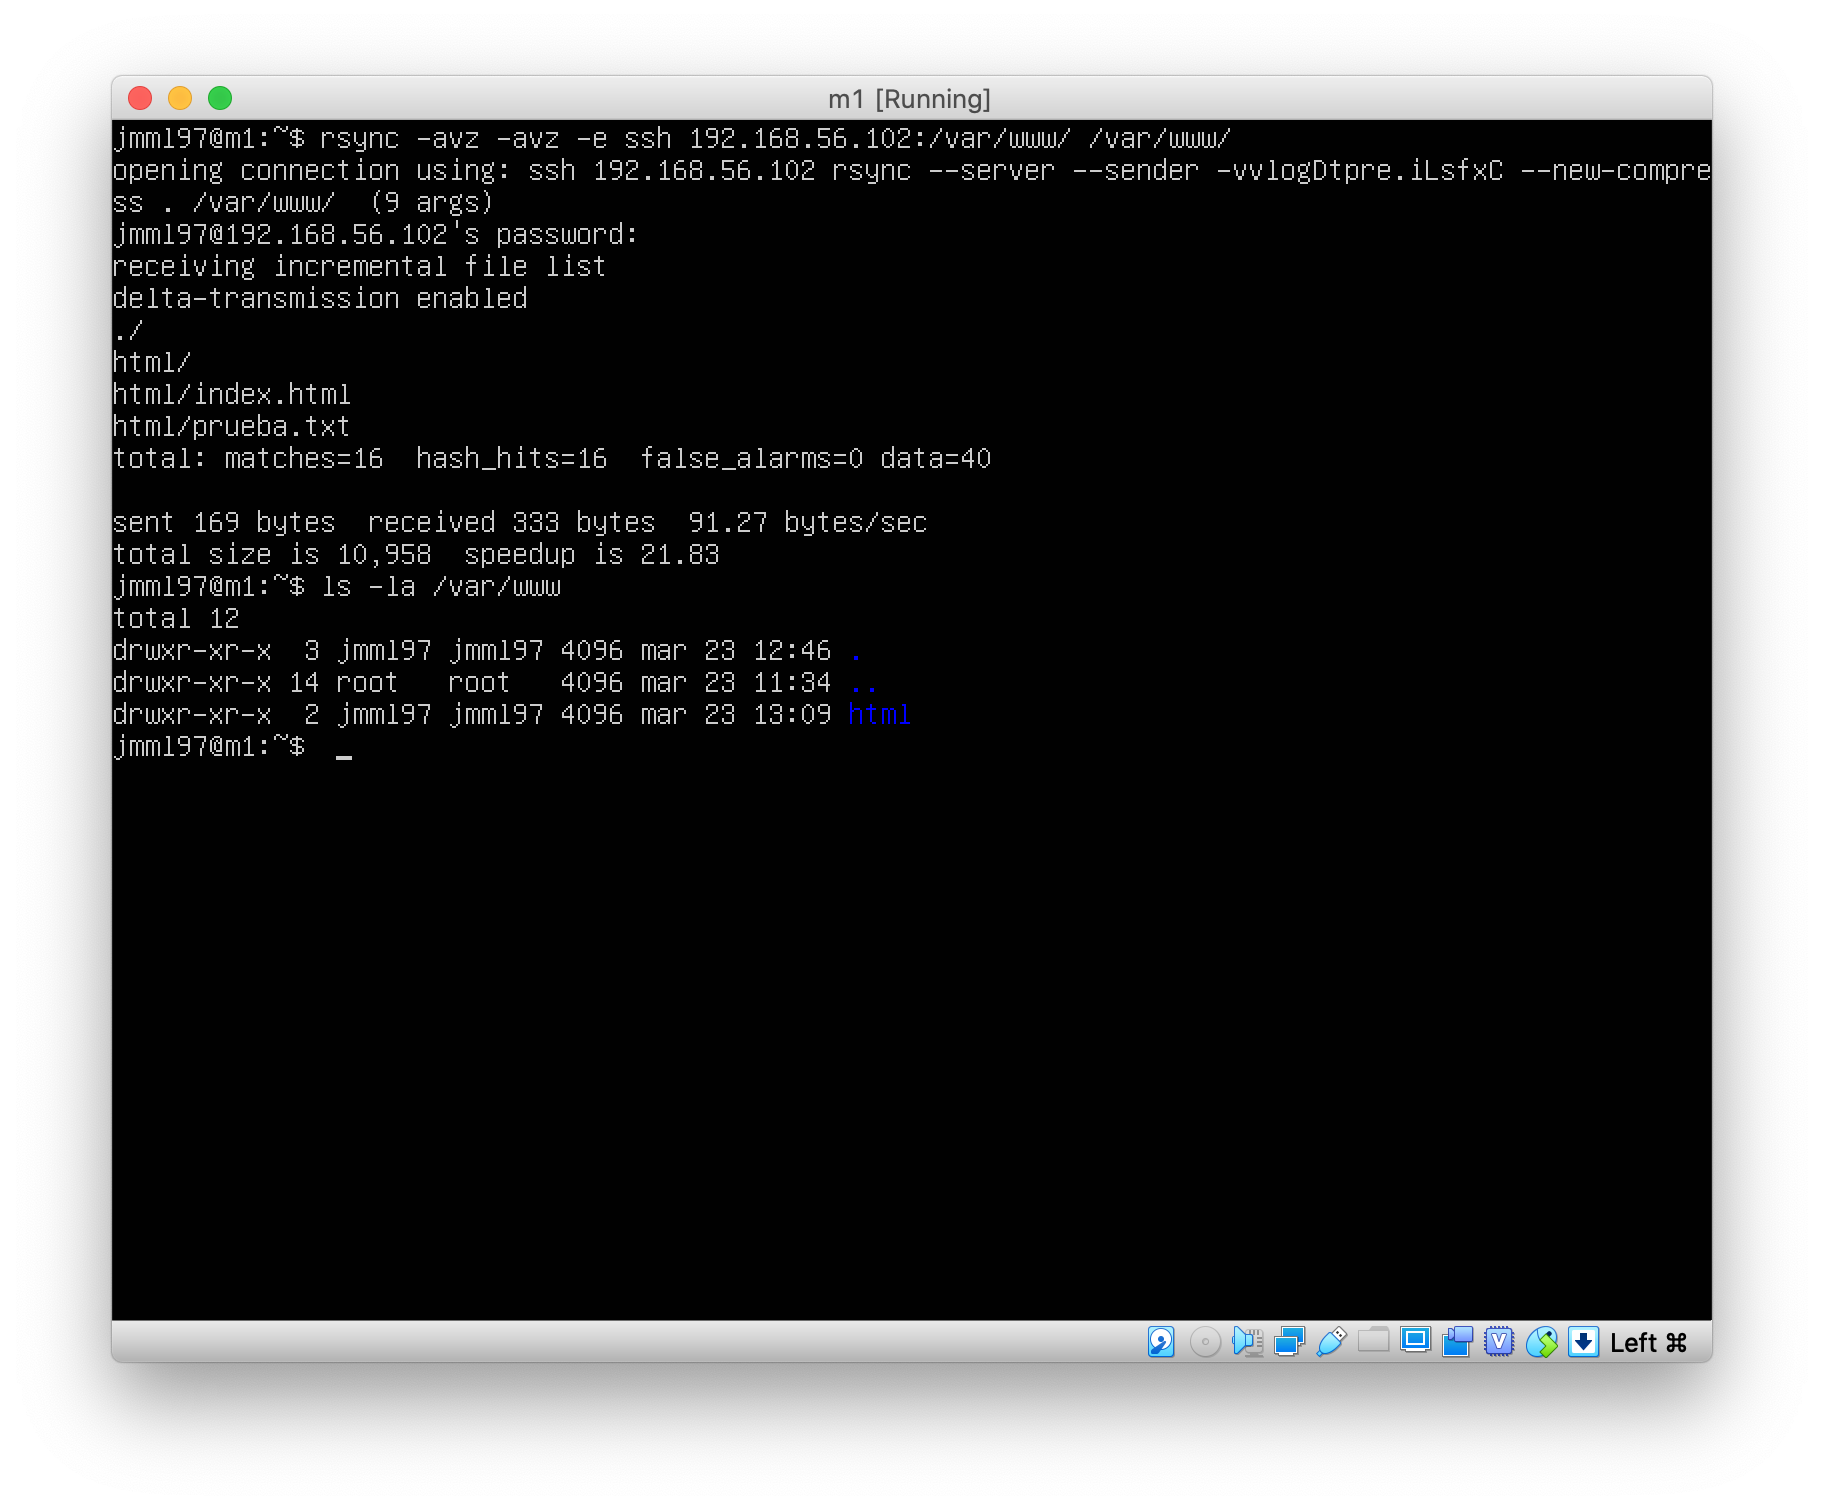 m1 [Running]
jmml97@m1:~$ rsync -avz -avz -e ssh 192.168.56.102:/var/www/ /var/www/
opening connection using: ssh 192.168.56.102 rsync --server --sender -vvlogDtpre.iLsfxC --new-compre
ss . /var/www/  (9 args)
jmml97@192.168.56.102's password:
receiving incremental file list
delta-transmission enabled
./
html/
html/index.html
html/prueba.txt
total: matches=16  hash_hits=16  false_alarms=0 data=40
sent 169 bytes  received 333 bytes  91.27 bytes/sec
total size is 10,958  speedup is 21.83
jmml97@m1:~$ ls -la /var/www
total 12
drwxr-xr-x  3 jmml97 jmml97 4096 mar 23 12:46 .
drwxr-xr-x 14 root   root   4096 mar 23 11:34 ..
drwxr-xr-x  2 jmml97 jmml97 4096 mar 23 13:09 html
jmml97@m1:~$  _
Left ⌘